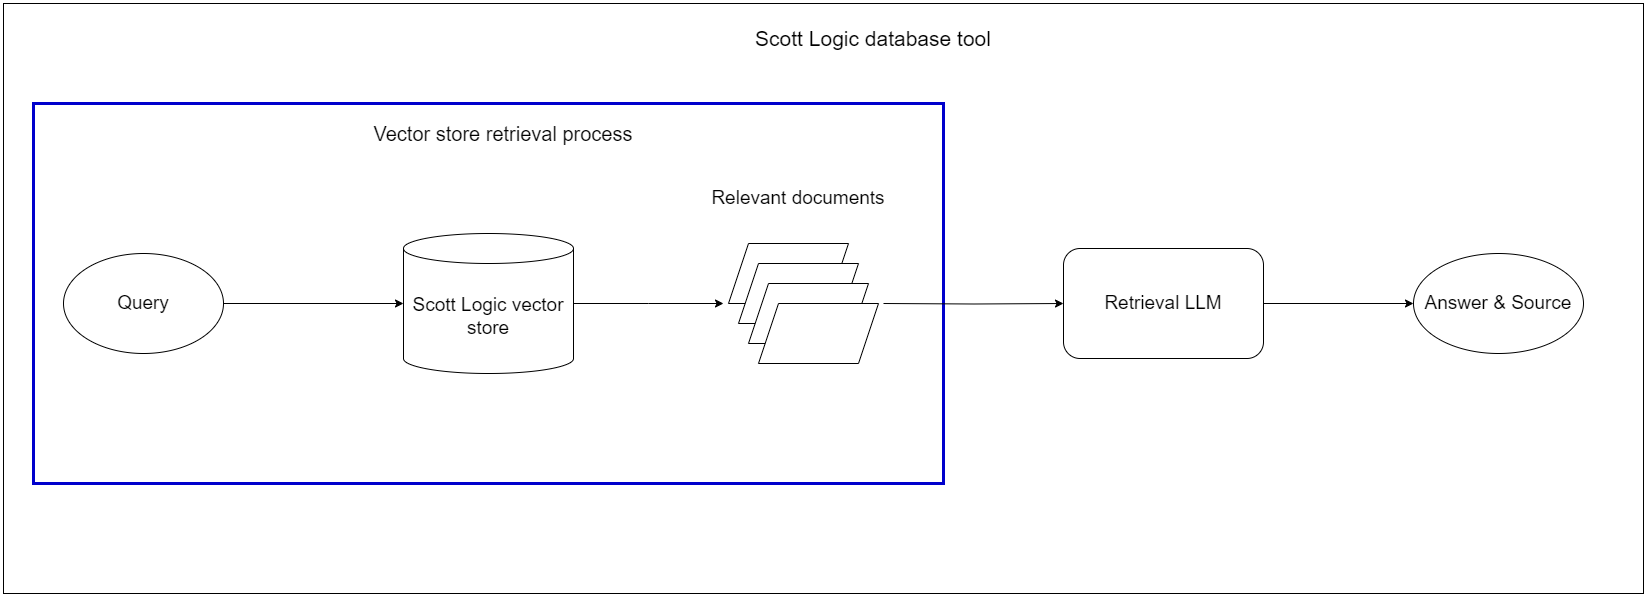 Scott Logic database tool
Vector store retrieval process
Relevant documents
Query
Scott Logic vector
store
Retrieval LLM
Answer & Source